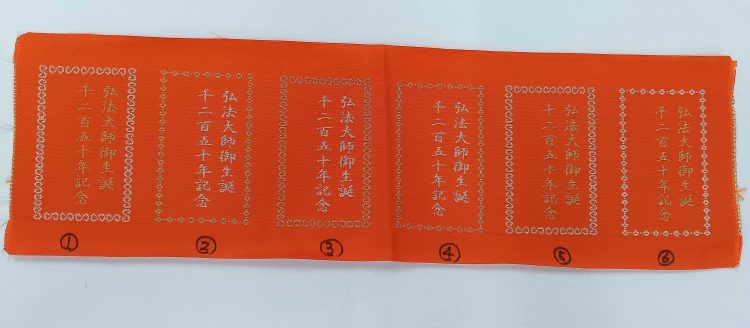 弘法大師御生誕
千二百五十年記念
①
弘法大師御生誕
千二百五十年記念
②
弘法大師御生誕
千二百五十年記念
③
弘法大師御生誕
千二百五十年記念
④
弘法大師御生誕
千二百五十年記念
⑤
弘法大師御生誕
千二百五十年記念
⑥